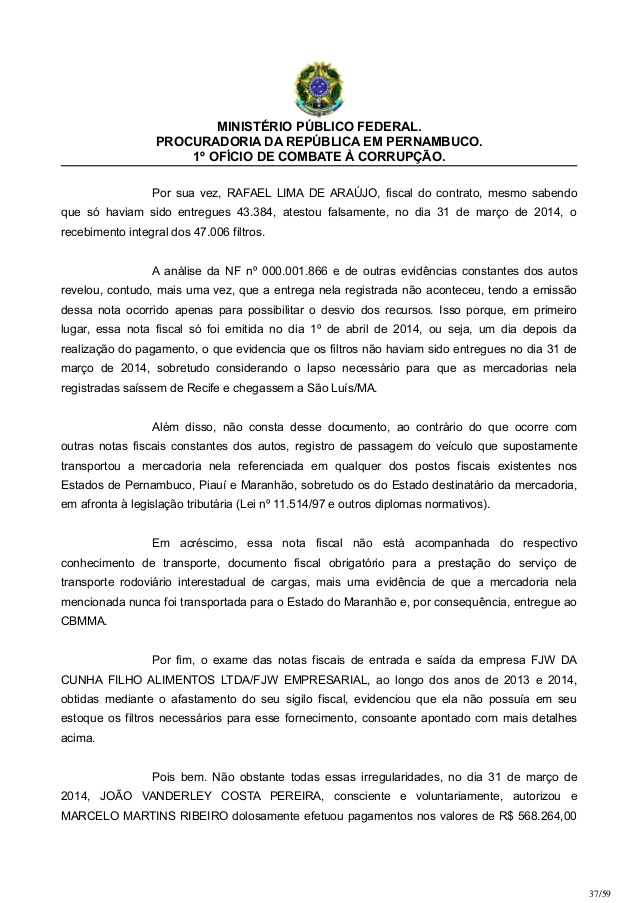 MINISTÉRIO PÚBLICO FEDERAL.
PROCURADORIA DA REPÚBLICA EM PERNAMBUCO.
1º OFÍCIO DE COMBATE À CORRUPÇÃO.
Por sua vez, RAFAEL LIMA DE ARAÚJO, fiscal do contrato, mesmo sabendo
que só haviam sido entregues 43.384, atestou falsamente, no dia 31 de março de 2014, o
recebimento integral dos 47.006 filtros.
A análise da NF nº 000.001.866 e de outras evidências constantes dos autos
revelou, contudo, mais uma vez, que a entrega nela registrada não aconteceu, tendo a emissão
dessa nota ocorrido apenas para possibilitar o desvio dos recursos. Isso porque, em primeiro
lugar, essa nota fiscal só foi emitida no dia 1º de abril de 2014, ou seja, um dia depois da
realização do pagamento, o que evidencia que os filtros não haviam sido entregues no dia 31 de
março de 2014, sobretudo considerando o lapso necessário para que as mercadorias nela
registradas saíssem de Recife e chegassem a São Luís/MA.
Além disso, não consta desse documento, ao contrário do que ocorre com
outras notas fiscais constantes dos autos, registro de passagem do veículo que supostamente
transportou a mercadoria nela referenciada em qualquer dos postos fiscais existentes nos
Estados de Pernambuco, Piauí e Maranhão, sobretudo os do Estado destinatário da mercadoria,
em afronta à legislação tributária (Lei nº 11.514/97 e outros diplomas normativos).
Em acréscimo, essa nota fiscal não está acompanhada do respectivo
conhecimento de transporte, documento fiscal obrigatório para a prestação do serviço de
transporte rodoviário interestadual de cargas, mais uma evidência de que a mercadoria nela
mencionada nunca foi transportada para o Estado do Maranhão e, por consequência, entregue ao
CBMMA.
Por fim, o exame das notas fiscais de entrada e saída da empresa FJW DA
CUNHA FILHO ALIMENTOS LTDA/FJW EMPRESARIAL, ao longo dos anos de 2013 e 2014,
obtidas mediante o afastamento do seu sigilo fiscal, evidenciou que ela não possuía em seu
estoque os filtros necessários para esse fornecimento, consoante apontado com mais detalhes
acima.
Pois bem. Não obstante todas essas irregularidades, no dia 31 de março de
2014, JOÃO VANDERLEY COSTA PEREIRA, consciente e voluntariamente, autorizou e
MARCELO MARTINS RIBEIRO dolosamente efetuou pagamentos nos valores de R$ 568.264,00
37/59